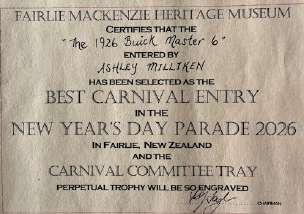 FAIRLIE MACKENZIE HERITAGE MUSEUM
CERTIFIES THAT THE
"The 1926 Buick Master 6"
ENTERED BY
ASHLEY MILLIKEN
HAS BEEN SELECTED AS THE
BEST CARNIVAL ENTRY
IN THE
NEW YEAR'S DAY PARADE 2026
IN FAIRLIE, NEW ZEALAND
AND THE
CARNIVAL COMMITTEE TRAY
PERPETUAL TROPHY WILL BE SO ENGRAVED
CHAIRMAN